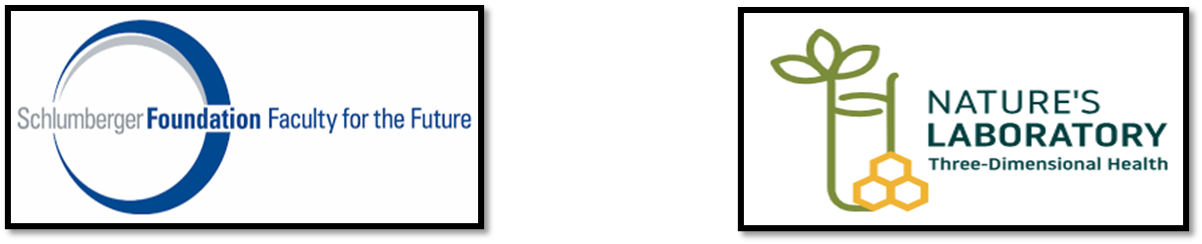 Schlumberger Foundation Faculty for the Future
NATURE'S
LABORATORY
Three-Dimensional Health